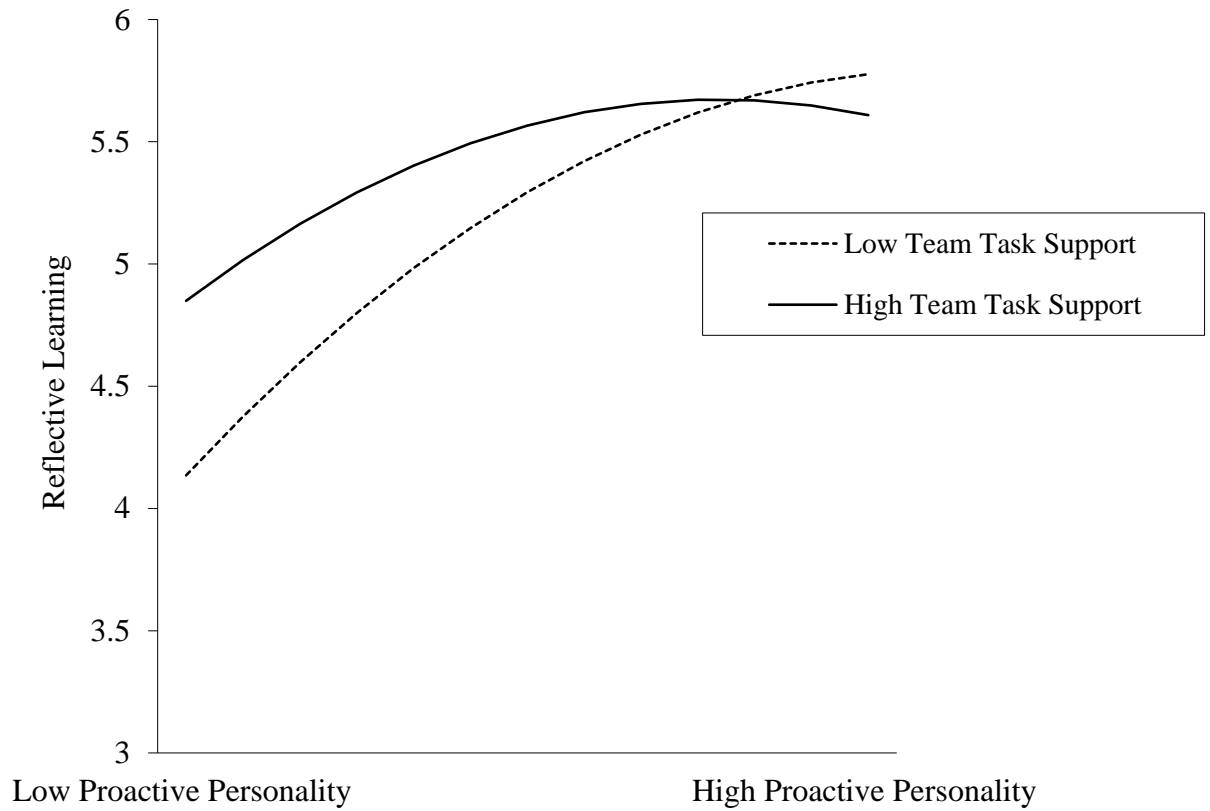 6
5.5
5
4.5
4
3.5
3
Reflective Learning
Low Team Task Support
High Team Task Support
Low Proactive Personality
High Proactive Personality